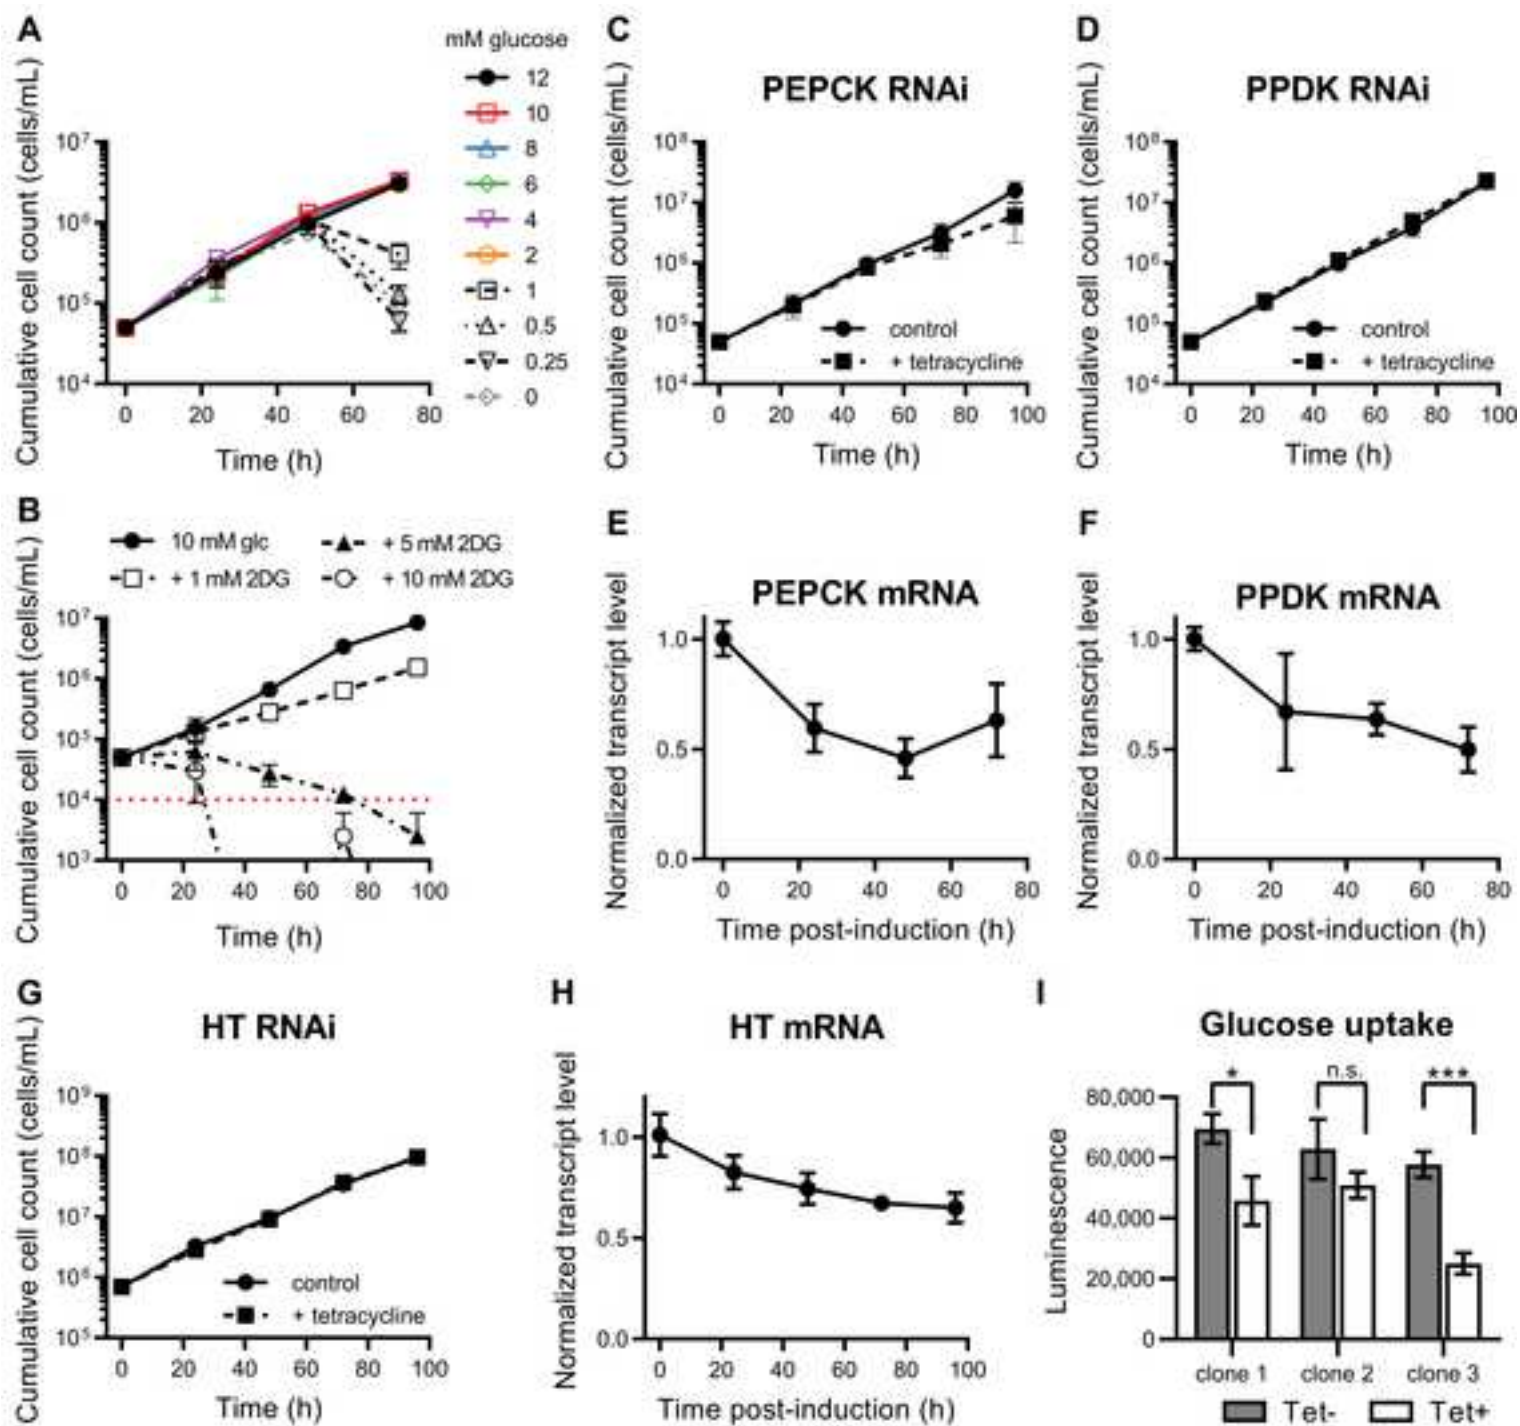 A
mM glucose
12
10
8
6
4
2
1
0.5
0.25
0
Cumulative cell count (cells/mL)
10⁷
10⁶
10⁵
10⁴
0 20 40 60 80
Time (h)
C
PEPCK RNAi
Cumulative cell count (cells/mL)
10⁸
10⁷
10⁶
10⁵
10⁴
control
+ tetracycline
0 20 40 60 80 100
Time (h)
D
PPDK RNAi
Cumulative cell count (cells/mL)
10⁸
10⁷
10⁶
10⁵
10⁴
control
+ tetracycline
0 20 40 60 80 100
Time (h)
B
10 mM glc
+ 5 mM 2DG
+ 1 mM 2DG
+ 10 mM 2DG
Cumulative cell count (cells/mL)
10⁷
10⁶
10⁵
10⁴
10³
0 20 40 60 80 100
Time (h)
E
PEPCK mRNA
Normalized transcript level
1.0
0.5
0.0
0 20 40 60 80
Time post-induction (h)
F
PPDK mRNA
Normalized transcript level
1.0
0.5
0.0
0 20 40 60 80
Time post-induction (h)
G
HT RNAi
Cumulative cell count (cells/mL)
10⁹
10⁸
10⁷
10⁶
10⁵
control
+ tetracycline
0 20 40 60 80 100
Time (h)
H
HT mRNA
Normalized transcript level
1.0
0.5
0.0
0 20 40 60 80 100
Time post-induction (h)
I
Glucose uptake
* n.s. ***
Luminescence
80,000
60,000
40,000
20,000
0
clone 1 clone 2 clone 3
Tet- Tet+